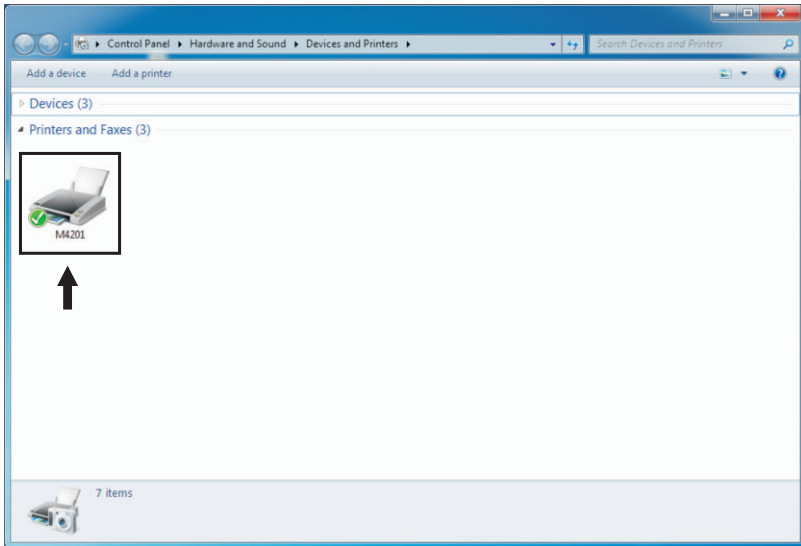 Control Panel Hardware and Sound Devices and Printers Search Devices and Printers
Add a device Add a printer
Devices (3)
Printers and Faxes (3)
M4201
7 items